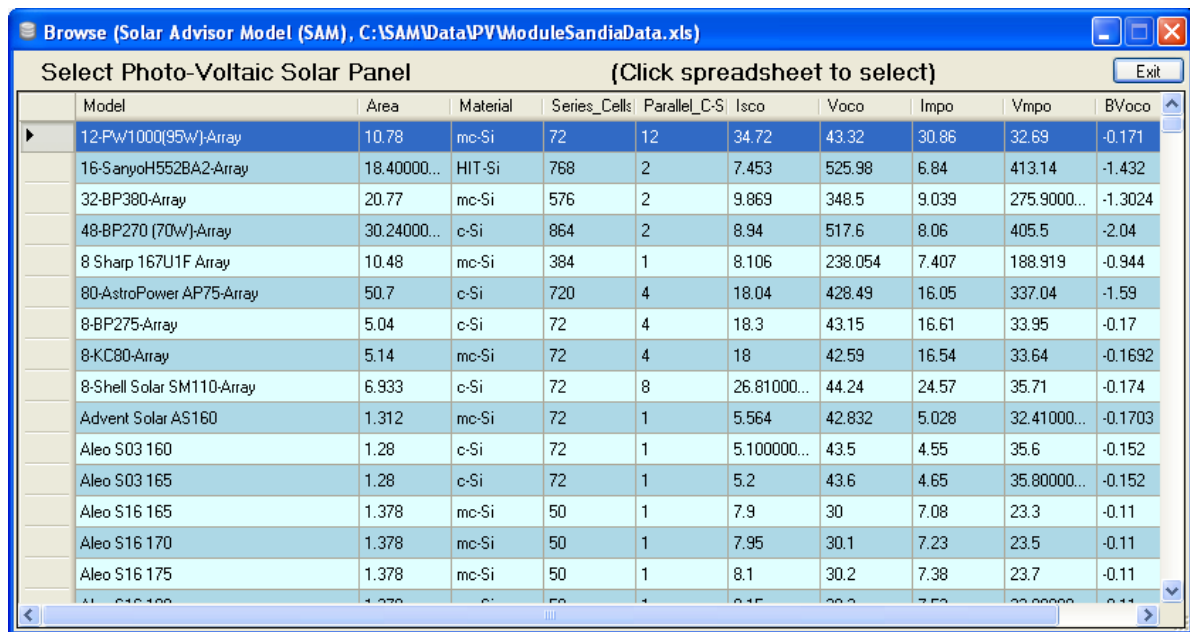 Browse (Solar Advisor Model (SAM), C:\SAM\Data\PV\ModuleSandiaData.xls)
Select Photo-Voltaic Solar Panel (Click spreadsheet to select) Exit
Model Area Material Series_Cells Parallel_C-S Isco Voco Impo Vmpo BVoco
12-PW1000(95W)-Array 10.78 mc-Si 72 12 34.72 43.32 30.86 32.69 -0.171
16-SanyoH552BA2-Array 18.40000... HIT-Si 768 2 7.453 525.98 6.84 413.14 -1.432
32-BP380-Array 20.77 mc-Si 576 2 9.869 348.5 9.039 275.9000... -1.3024
48-BP270 (70W)-Array 30.24000... c-Si 864 2 8.94 517.6 8.06 405.5 -2.04
8 Sharp 167U1F Array 10.48 mc-Si 384 1 8.106 238.054 7.407 188.919 -0.944
80-AstroPower AP75-Array 50.7 c-Si 720 4 18.04 428.49 16.05 337.04 -1.59
8-BP275-Array 5.04 c-Si 72 4 18.3 43.15 16.61 33.95 -0.17
8-KC80-Array 5.14 mc-Si 72 4 18 42.59 16.54 33.64 -0.1692
8-Shell Solar SM110-Array 6.933 c-Si 72 8 26.81000... 44.24 24.57 35.71 -0.174
Advent Solar AS160 1.312 mc-Si 72 1 5.564 42.832 5.028 32.41000... -0.1703
Aleo S03 160 1.28 c-Si 72 1 5.100000... 43.5 4.55 35.6 -0.152
Aleo S03 165 1.28 c-Si 72 1 5.2 43.6 4.65 35.80000... -0.152
Aleo S16 165 1.378 mc-Si 50 1 7.9 30 7.08 23.3 -0.11
Aleo S16 170 1.378 mc-Si 50 1 7.95 30.1 7.23 23.5 -0.11
Aleo S16 175 1.378 mc-Si 50 1 8.1 30.2 7.38 23.7 -0.11